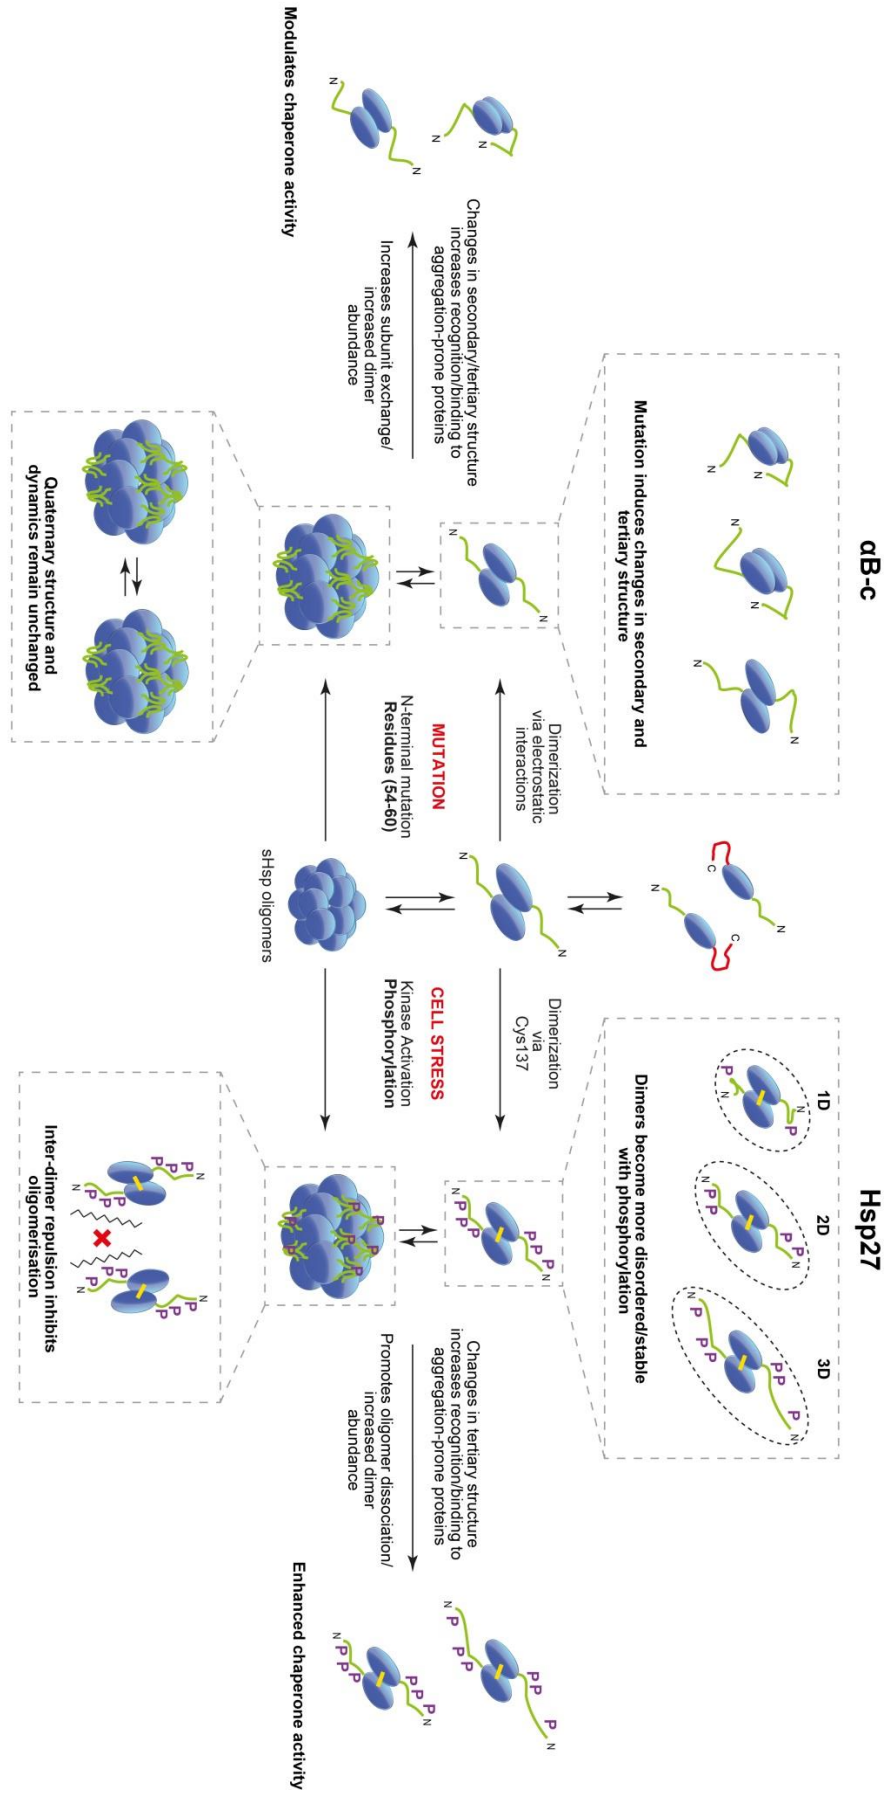 αB-c
Hsp27
Mutation induces changes in secondary and
tertiary structure
N
N
N
N
N
N
C
C
N
N
1D
2D
3D
P
N
N
P
N
P
P
P
P
N
N
P
P
P
P
P
P
N
Dimers become more disordered/stable
with phosphorylation
N
N
N
N
Changes in secondary/tertiary structure
increases recognition/binding to
aggregation-prone proteins
Increases subunit exchange/
increased dimer
abundance
Modulates chaperone activity
N
N
Dimerization
via electrostatic
interactions
MUTATION
N-terminal mutation
Residues (54-60)
N
N
sHsp oligomers
Dimerization
via
Cys137
CELL STRESS
Kinase Activation
Phosphorylation
N
P
P
P
P
P
P
N
P
P
P
P
P
P
P
Changes in tertiary structure
increases recognition/binding to
aggregation-prone proteins
Promotes oligomer dissociation/
increased dimer
abundance
N
P
P
P
P
P
P
N
N
P
P
P
P
P
P
N
Enhanced chaperone activity
Quaternary structure and
dynamics remain unchanged
N
P
P
P
P
P
P
N
N
P
P
P
P
P
P
N
Inter-dimer repulsion inhibits
oligomerisation